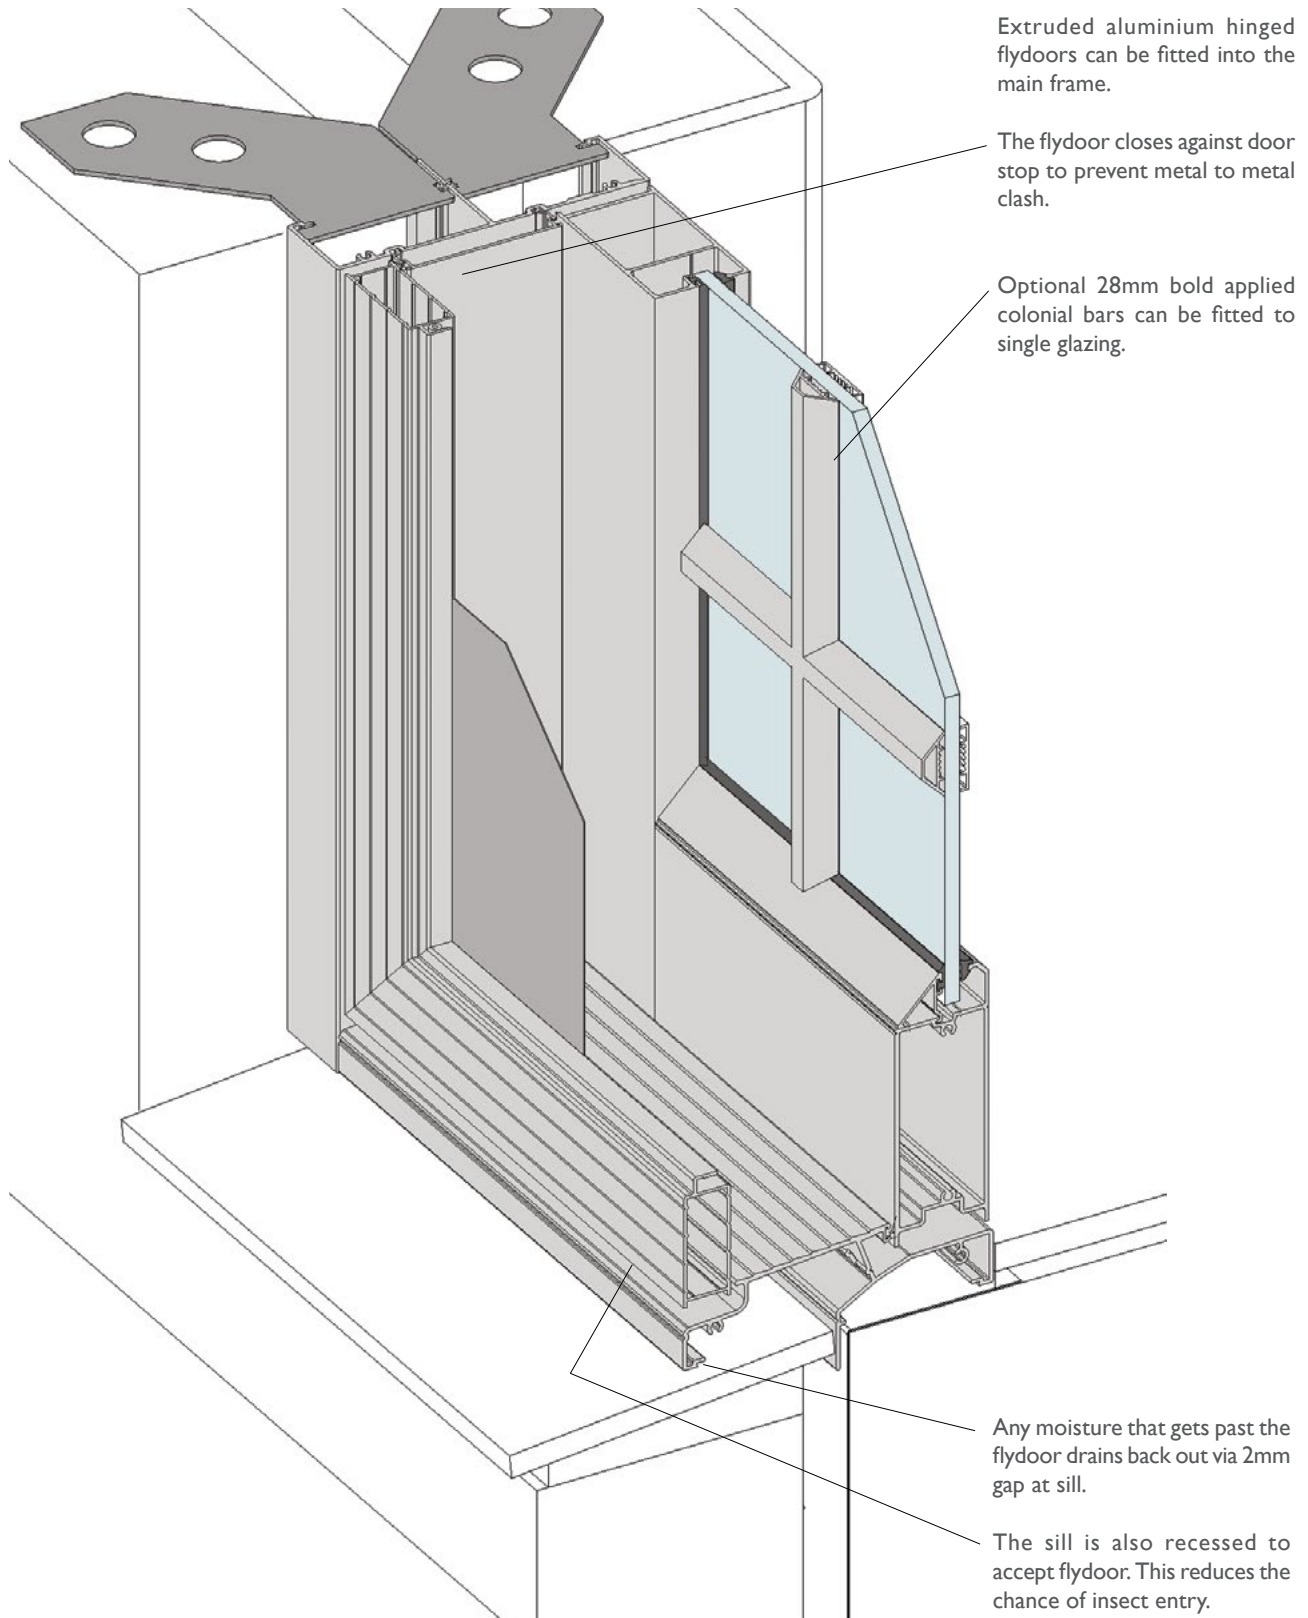 Extruded aluminium hinged
flydoors can be fitted into the
main frame.
The flydoor closes against door
stop to prevent metal to metal
clash.
Optional 28mm bold applied
colonial bars can be fitted to
single glazing.
Any moisture that gets past the
flydoor drains back out via 2mm
gap at sill.
The sill is also recessed to
accept flydoor. This reduces the
chance of insect entry.